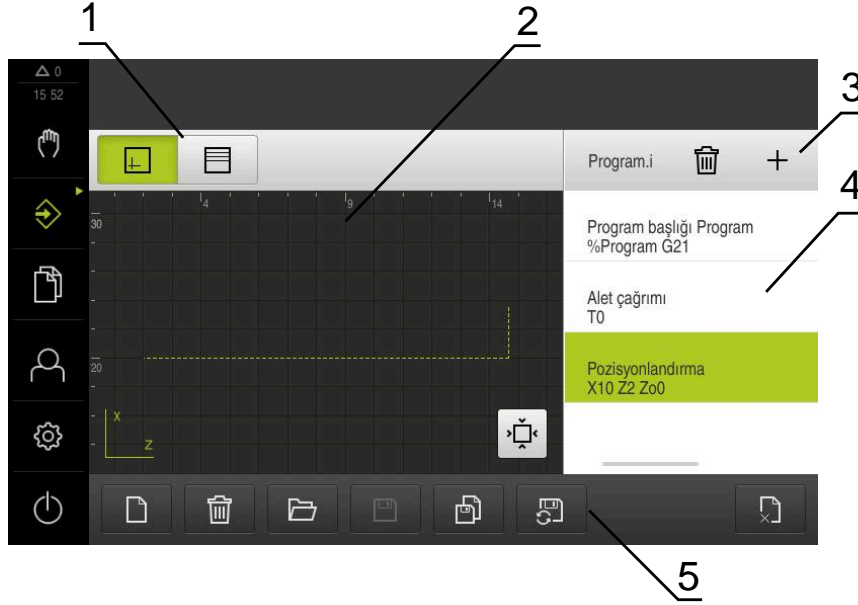 1
2
3
4
5
0
15 52
Program.i
4
9
14
30
20
X
Z
Program başlığı Program
%Program G21
Alet çağrımı
T0
Pozisyonlandırma
X10 Z2 Zo0